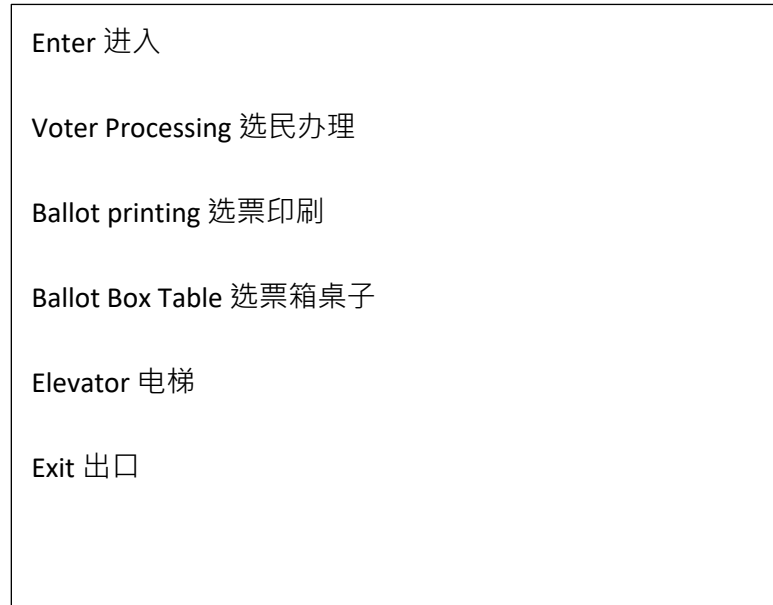 Enter 进入
Voter Processing 选民办理
Ballot printing 选票印刷
Ballot Box Table 选票箱桌子
Elevator 电梯
Exit 出口